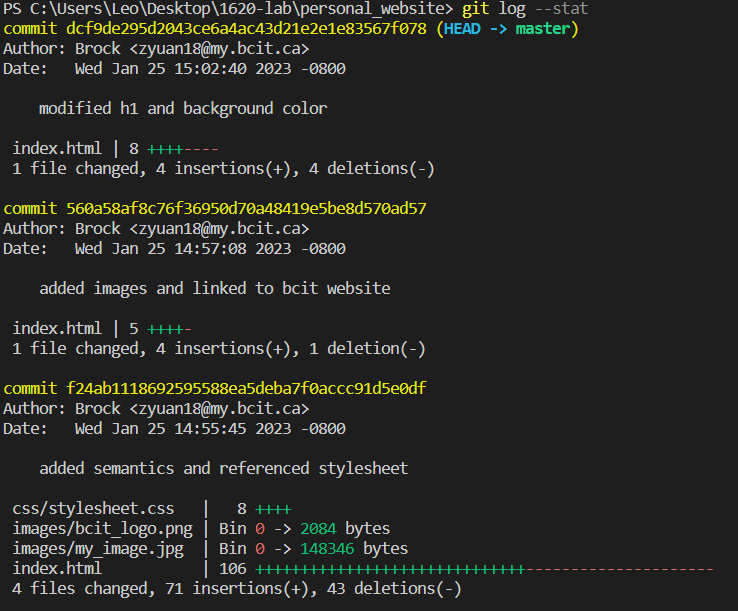 PS C:\Users\Leo\Desktop\1620-lab\personal_website> git log --stat
commit dcf9de295d2043ce6a4ac43d21e2e1e83567f078 (HEAD -> master)
Author: Brock <zyuan18@my.bcit.ca>
Date:   Wed Jan 25 15:02:40 2023 -0800
    modified h1 and background color
 index.html | 8 ++++----
 1 file changed, 4 insertions(+), 4 deletions(-)
commit 560a58af8c76f36950d70a48419e5be8d570ad57
Author: Brock <zyuan18@my.bcit.ca>
Date:   Wed Jan 25 14:57:08 2023 -0800
    added images and linked to bcit website
 index.html | 5 ++++-
 1 file changed, 4 insertions(+), 1 deletion(-)
commit f24ab1118692595588ea5deba7f0accc91d5e0df
Author: Brock <zyuan18@my.bcit.ca>
Date:   Wed Jan 25 14:55:45 2023 -0800
    added semantics and referenced stylesheet
 css/stylesheet.css   |   8 ++++
 images/bcit_logo.png | Bin 0 -> 2084 bytes
 images/my_image.jpg  | Bin 0 -> 148346 bytes
 index.html           | 106 ++++++++++++++++++++++++++++++---------------------
 4 files changed, 71 insertions(+), 43 deletions(-)